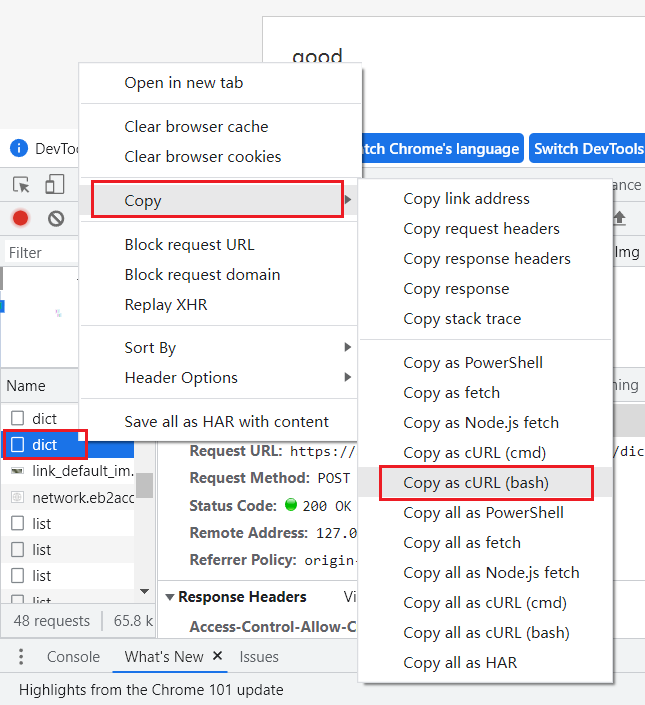 good
Open in new tab
Clear browser cache
Clear browser cookies
Copy
Block request URL
Block request domain
Replay XHR
Sort By
Header Options
Save all as HAR with content
tch Chrome's language
Switch DevTools
Copy link address
Copy request headers
Copy response headers
Copy response
Copy stack trace
Copy as PowerShell
Copy as fetch
Copy as Node.js fetch
Copy as cURL (cmd)
Copy as cURL (bash)
Copy all as PowerShell
Copy all as fetch
Copy all as Node.js fetch
Copy all as cURL (cmd)
Copy all as cURL (bash)
Copy all as HAR
Filter
Img
Name
dict
dict
link_default_im.
network.eb2acc
list
list
list
list
48 requests
65.8 k
Request URL: https://
/dic
Request Method: POST
Status Code: 200 OK
Remote Address: 127.0
Referrer Policy: origin-
Response Headers
Vi
Access-Control-Allow-C
Console
What's New
Issues
Highlights from the Chrome 101 update